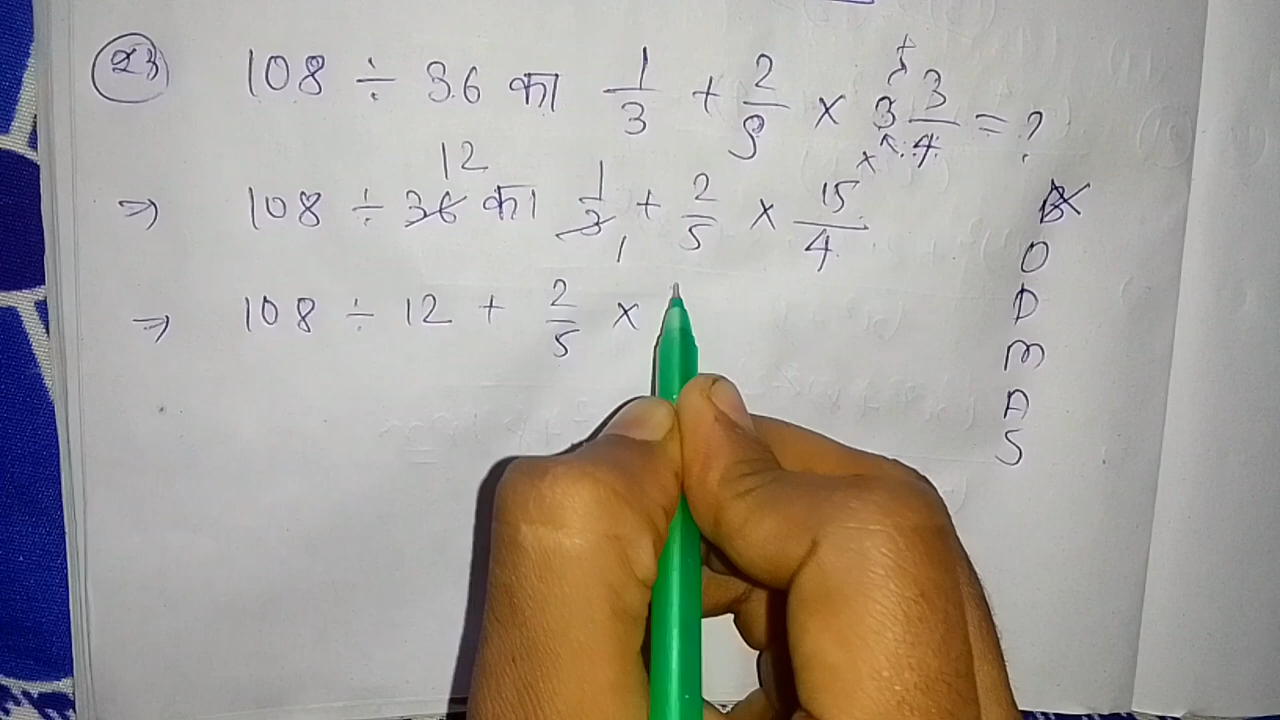 23 108 ÷ 36 का 1/3 + 2/5 × 3 3/4 = ?
12
⇒ 108 ÷ 36 का 1/3 + 2/5 × 15/4
1
⇒ 108 ÷ 12 + 2/5 ×
B
O
D
M
A
S